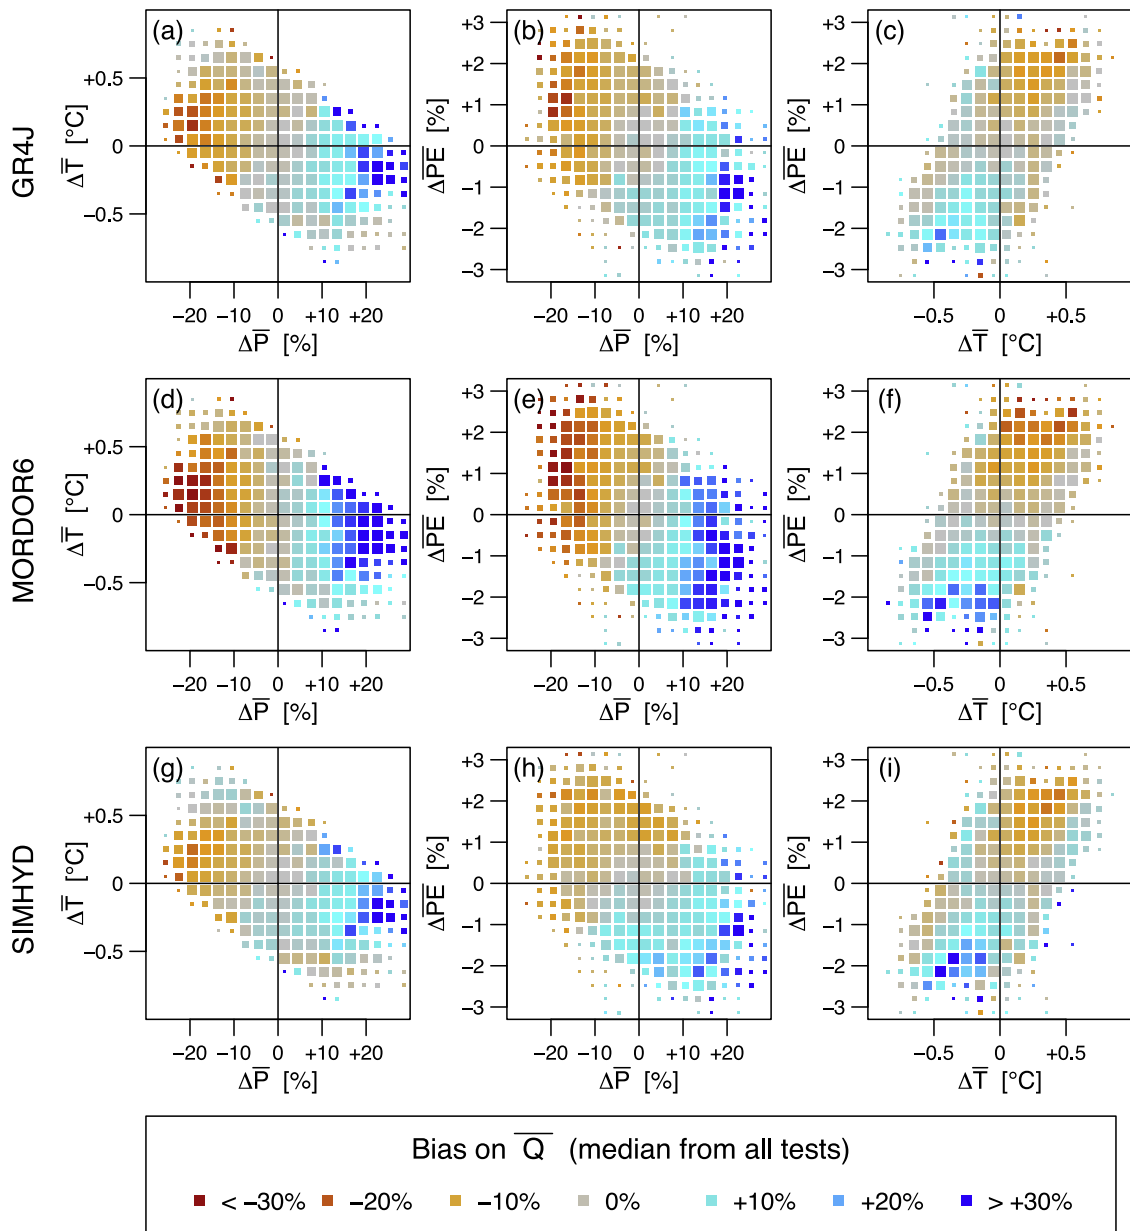 (a) (b) (c)
GR4J
ΔT [°C]
+0.5
0
−0.5
−20 −10 0 +10 +20
ΔP [%]
ΔPE [%]
+3
+2
+1
0
−1
−2
−3
−20 −10 0 +10 +20
ΔP [%]
ΔPE [%]
+3
+2
+1
0
−1
−2
−3
−0.5 0 +0.5
ΔT [°C]
(d) (e) (f)
MORDOR6
ΔT [°C]
+0.5
0
−0.5
−20 −10 0 +10 +20
ΔP [%]
ΔPE [%]
+3
+2
+1
0
−1
−2
−3
−20 −10 0 +10 +20
ΔP [%]
ΔPE [%]
+3
+2
+1
0
−1
−2
−3
−0.5 0 +0.5
ΔT [°C]
(g) (h) (i)
SIMHYD
ΔT [°C]
+0.5
0
−0.5
−20 −10 0 +10 +20
ΔP [%]
ΔPE [%]
+3
+2
+1
0
−1
−2
−3
−20 −10 0 +10 +20
ΔP [%]
ΔPE [%]
+3
+2
+1
0
−1
−2
−3
−0.5 0 +0.5
ΔT [°C]
Bias on Q (median from all tests)
< −30% −20% −10% 0% +10% +20% > +30%